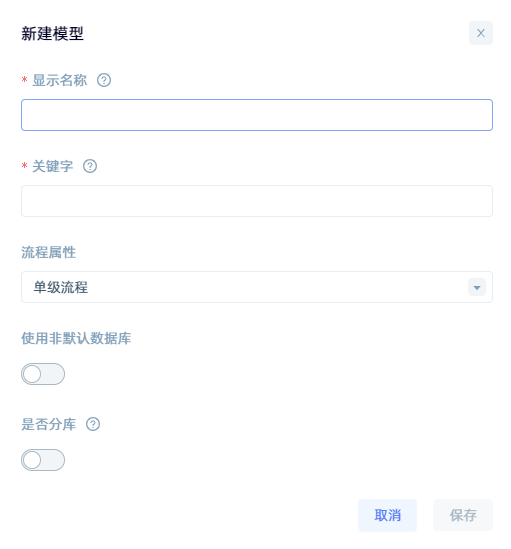 新建模型
* 显示名称
* 关键字
流程属性
单级流程
使用非默认数据库
是否分库
取消 保存